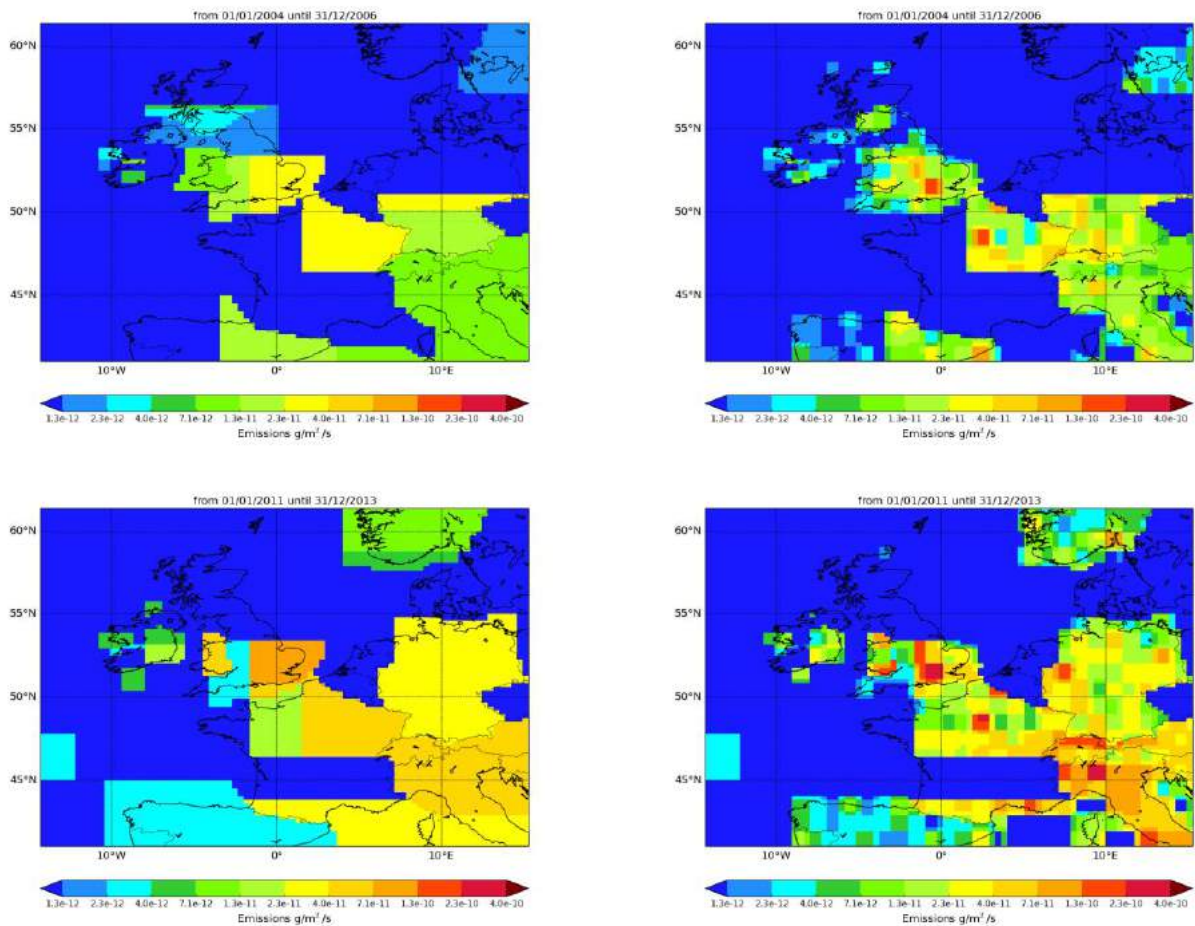 from 01/01/2004 until 31/12/2006
60°N
55°N
50°N
45°N
10°W 0° 10°E
1.3e-12 2.3e-12 4.0e-12 7.1e-12 1.3e-11 2.3e-11 4.0e-11 7.1e-11 1.3e-10 2.3e-10 4.0e-10
Emissions g/m² /s
from 01/01/2004 until 31/12/2006
60°N
55°N
50°N
45°N
10°W 0° 10°E
1.3e-12 2.3e-12 4.0e-12 7.1e-12 1.3e-11 2.3e-11 4.0e-11 7.1e-11 1.3e-10 2.3e-10 4.0e-10
Emissions g/m² /s
from 01/01/2011 until 31/12/2013
60°N
55°N
50°N
45°N
10°W 0° 10°E
1.3e-12 2.3e-12 4.0e-12 7.1e-12 1.3e-11 2.3e-11 4.0e-11 7.1e-11 1.3e-10 2.3e-10 4.0e-10
Emissions g/m² /s
from 01/01/2011 until 31/12/2013
60°N
55°N
50°N
45°N
10°W 0° 10°E
1.3e-12 2.3e-12 4.0e-12 7.1e-12 1.3e-11 2.3e-11 4.0e-11 7.1e-11 1.3e-10 2.3e-10 4.0e-10
Emissions g/m² /s